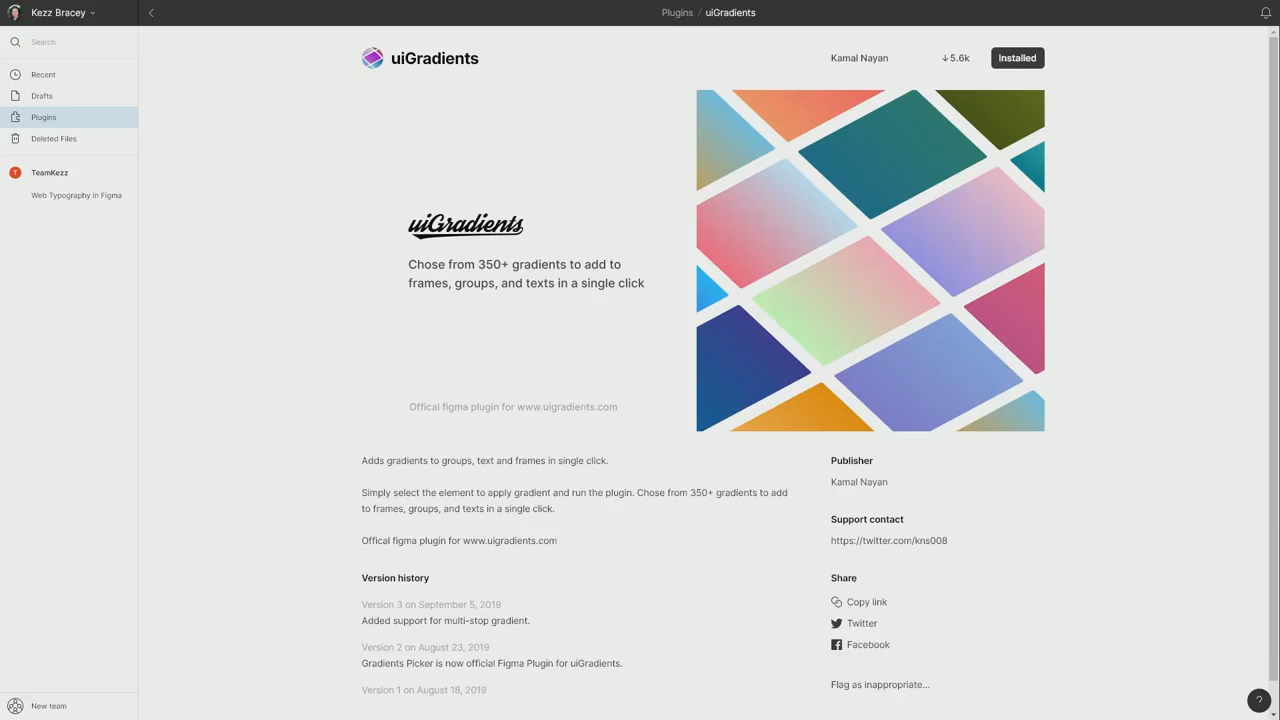 Kezz Bracey
Plugins / uiGradients
Search
Recent
Drafts
Plugins
Deleted Files
T TeamKezz
Web Typography in Figma
New team
uiGradients
Kamal Nayan
5.6k
Installed
uiGradients
Chose from 350+ gradients to add to
frames, groups, and texts in a single click
Offical figma plugin for www.uigradients.com
Adds gradients to groups, text and frames in single click.
Simply select the element to apply gradient and run the plugin. Chose from 350+ gradients to add
to frames, groups, and texts in a single click.
Offical figma plugin for www.uigradients.com
Version history
Version 3 on September 5, 2019
Added support for multi-stop gradient.
Version 2 on August 23, 2019
Gradients Picker is now official Figma Plugin for uiGradients.
Version 1 on August 18, 2019
Publisher
Kamal Nayan
Support contact
https://twitter.com/kns008
Share
Copy link
Twitter
Facebook
Flag as inappropriate...
?